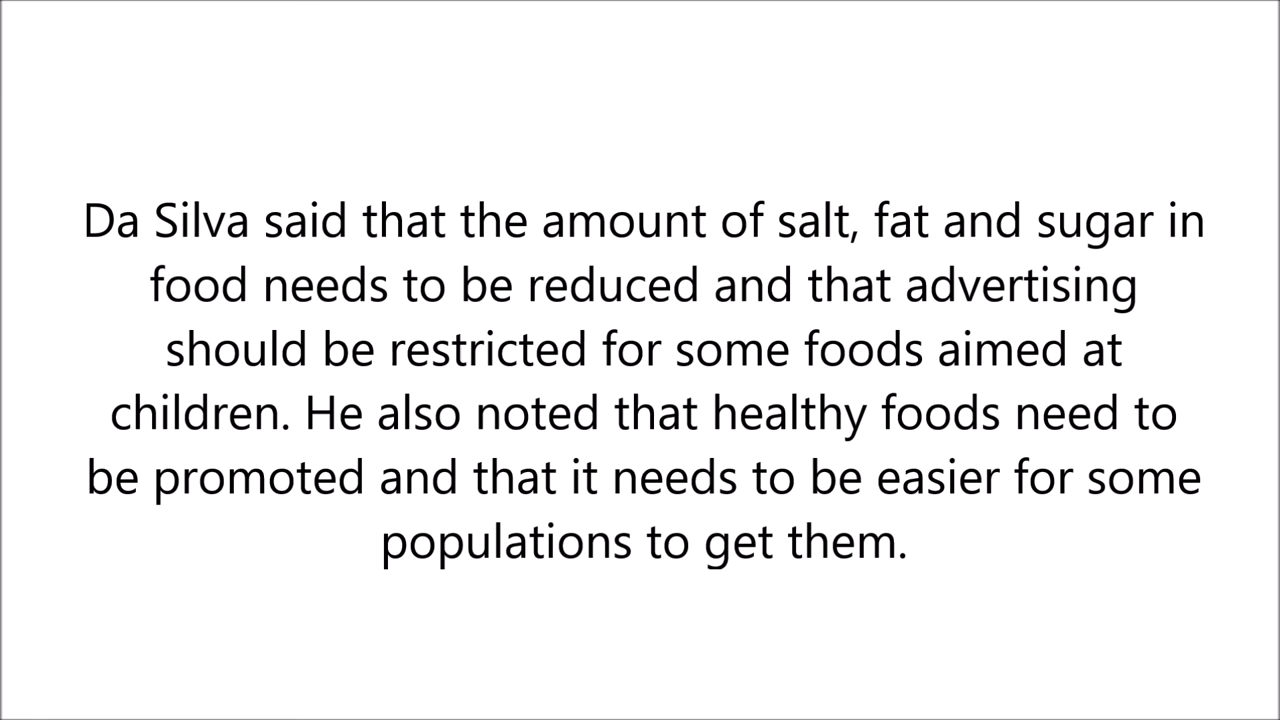 Da Silva said that the amount of salt, fat and sugar in
food needs to be reduced and that advertising
should be restricted for some foods aimed at
children. He also noted that healthy foods need to
be promoted and that it needs to be easier for some
populations to get them.